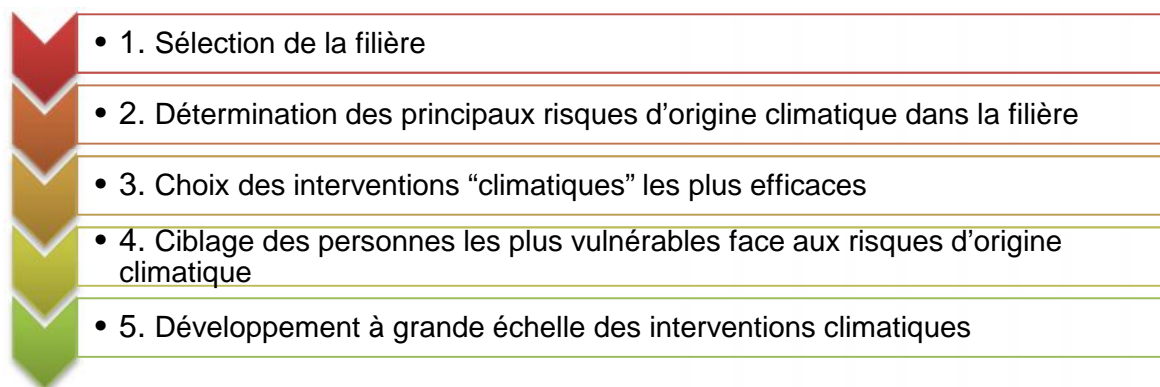 • 1. Sélection de la filière
• 2. Détermination des principaux risques d’origine climatique dans la filière
• 3. Choix des interventions “climatiques” les plus efficaces
• 4. Ciblage des personnes les plus vulnérables face aux risques d’origine
climatique
• 5. Développement à grande échelle des interventions climatiques